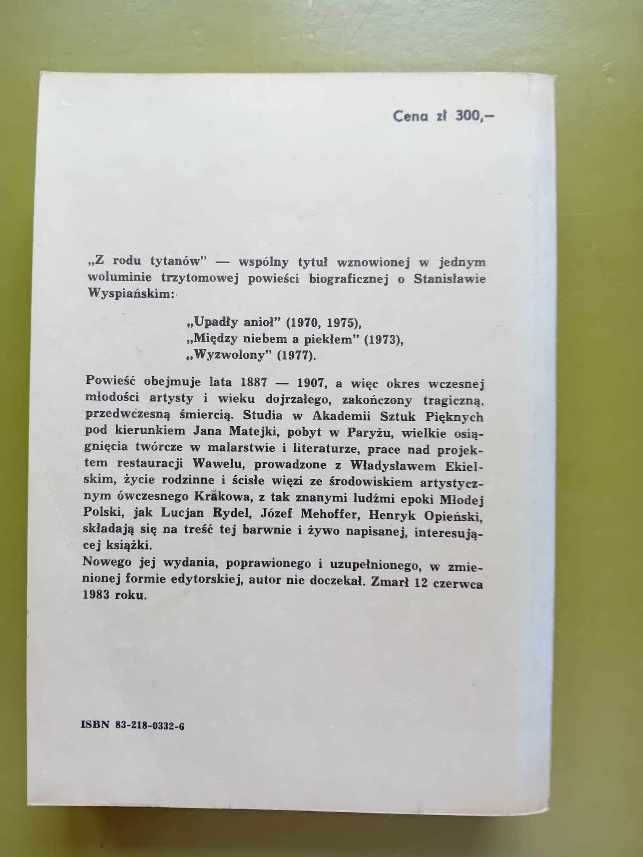 Cena zł 300,—
„Z rodu tytanów” — wspólny tytuł wznowionej w jednym
woluminie trzytomowej powieści biograficznej o Stanisławie
Wyspiańskim:
„Upadły anioł” (1970, 1975),
„Między niebem a piekłem” (1973),
„Wyzwolony” (1977).
Powieść obejmuje lata 1887 — 1907, a więc okres wczesnej
młodości artysty i wieku dojrzałego, zakończony tragiczną,
przedwczesną śmiercią. Studia w Akademii Sztuk Pięknych
pod kierunkiem Jana Matejki, pobyt w Paryżu, wielkie osią-
gnięcia twórcze w malarstwie i literaturze, prace nad projek-
tem restauracji Wawelu, prowadzone z Władysławem Ekiel-
skim, życie rodzinne i ścisłe więzi ze środowiskiem artystycz-
nym ówczesnego Krakowa, z tak znanymi ludźmi epoki Młodej
Polski, jak Lucjan Rydel, Józef Mehoffer, Henryk Opieński,
składają się na treść tej barwnie i żywo napisanej, interesują-
cej książki.
Nowego jej wydania, poprawionego i uzupełnionego, w zmie-
nionej formie edytorskiej, autor nie doczekał. Zmarł 12 czerwca
1983 roku.
ISBN 83-218-0332-6